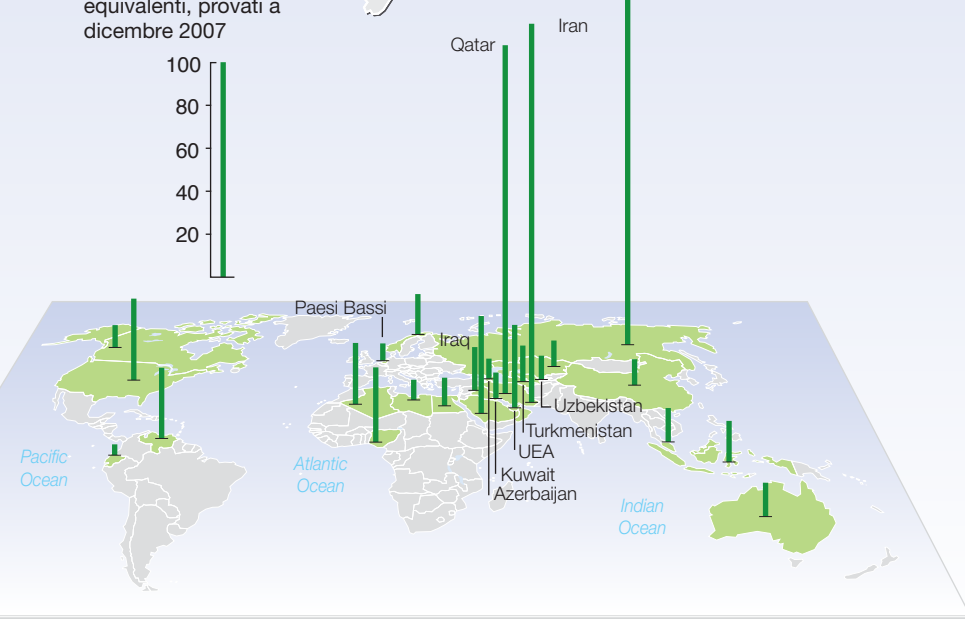 equivalenti, provati a
dicembre 2007
100
80
60
40
20
Qatar
Iran
Paesi Bassi
Iraq
Uzbekistan
Turkmenistan
UEA
Kuwait
Azerbaijan
Pacific
Ocean
Atlantic
Ocean
Indian
Ocean